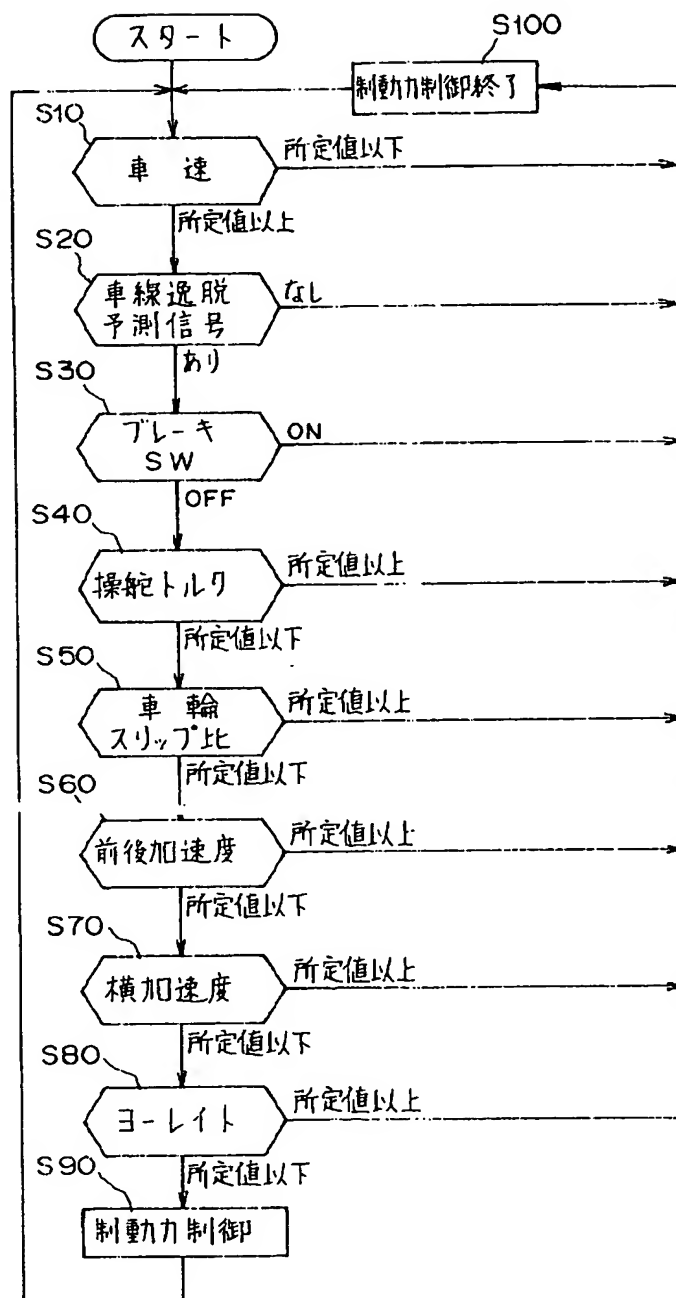 スタート
S100
制動力制御終了
S10
車速
所定値以下
所定値以上
S20
車線逸脱
予測信号
なし
あり
S30
ブレーキ
SW
ON
OFF
S40
操舵トルク
所定値以上
所定値以下
S50
車輪
スリップ比
所定値以上
所定値以下
S60
前後加速度
所定値以上
所定値以下
S70
横加速度
所定値以上
所定値以下
S80
ヨーレイト
所定値以上
所定値以下
S90
制動力制御